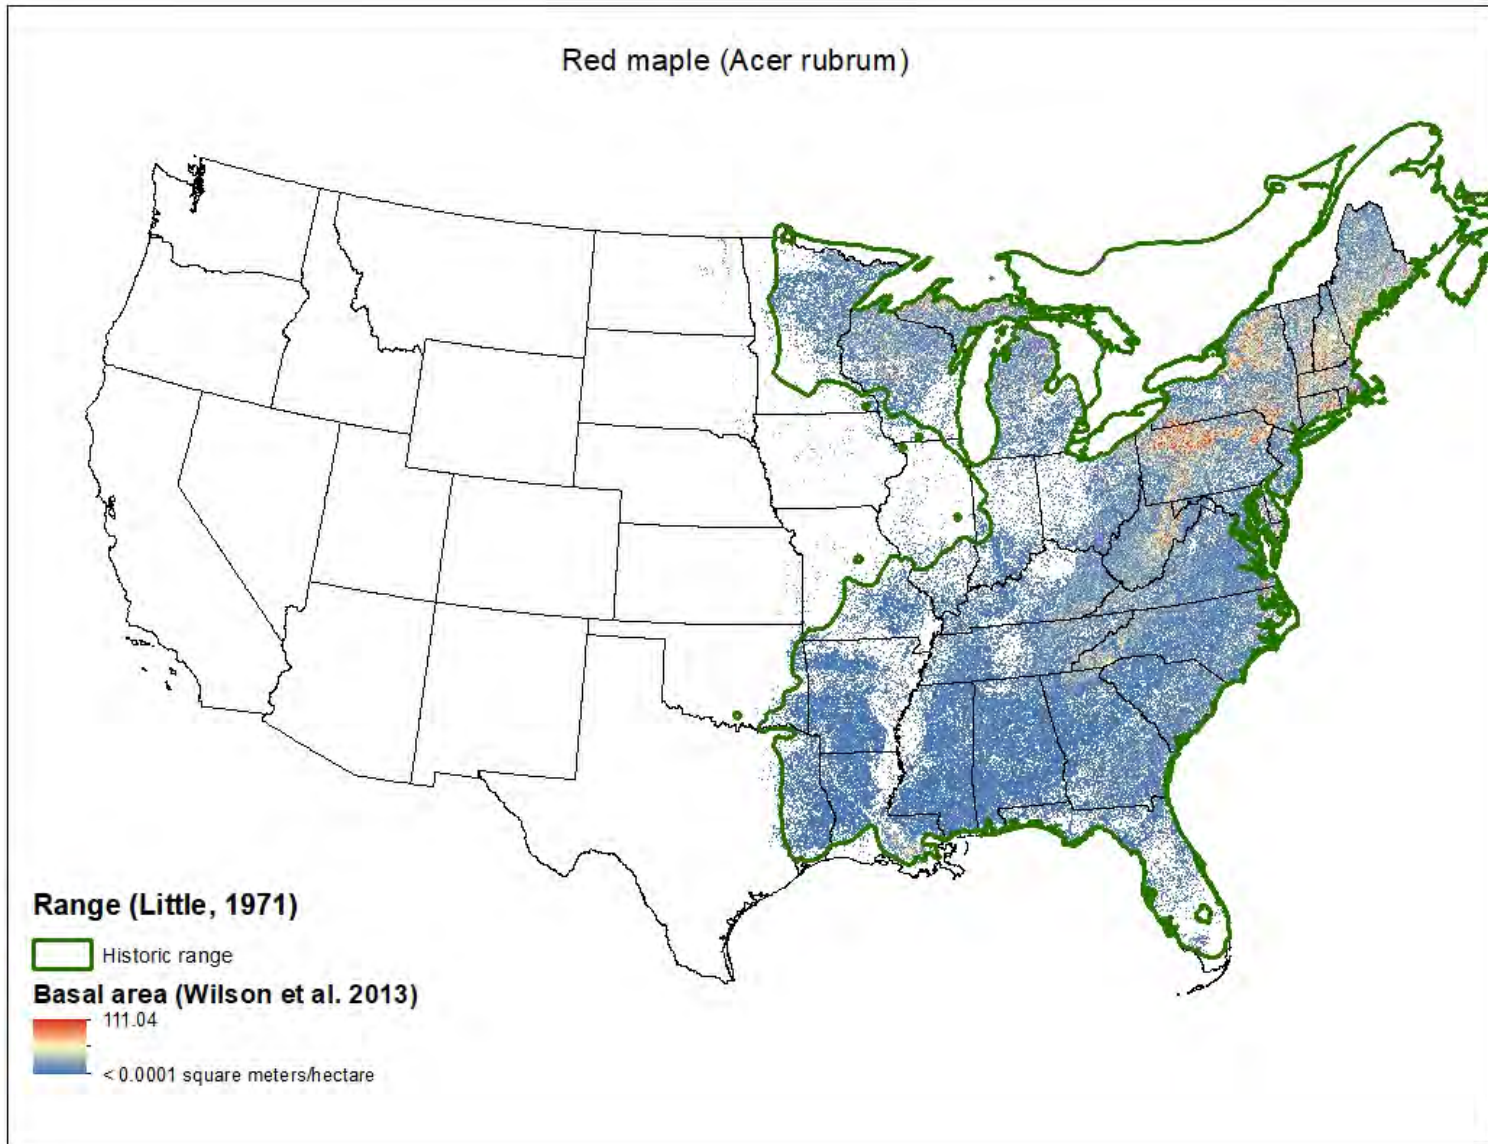 Red maple (Acer rubrum)
Range (Little, 1971)
Historic range
Basal area (Wilson et al. 2013)
111.04
< 0.0001 square meters/hectare